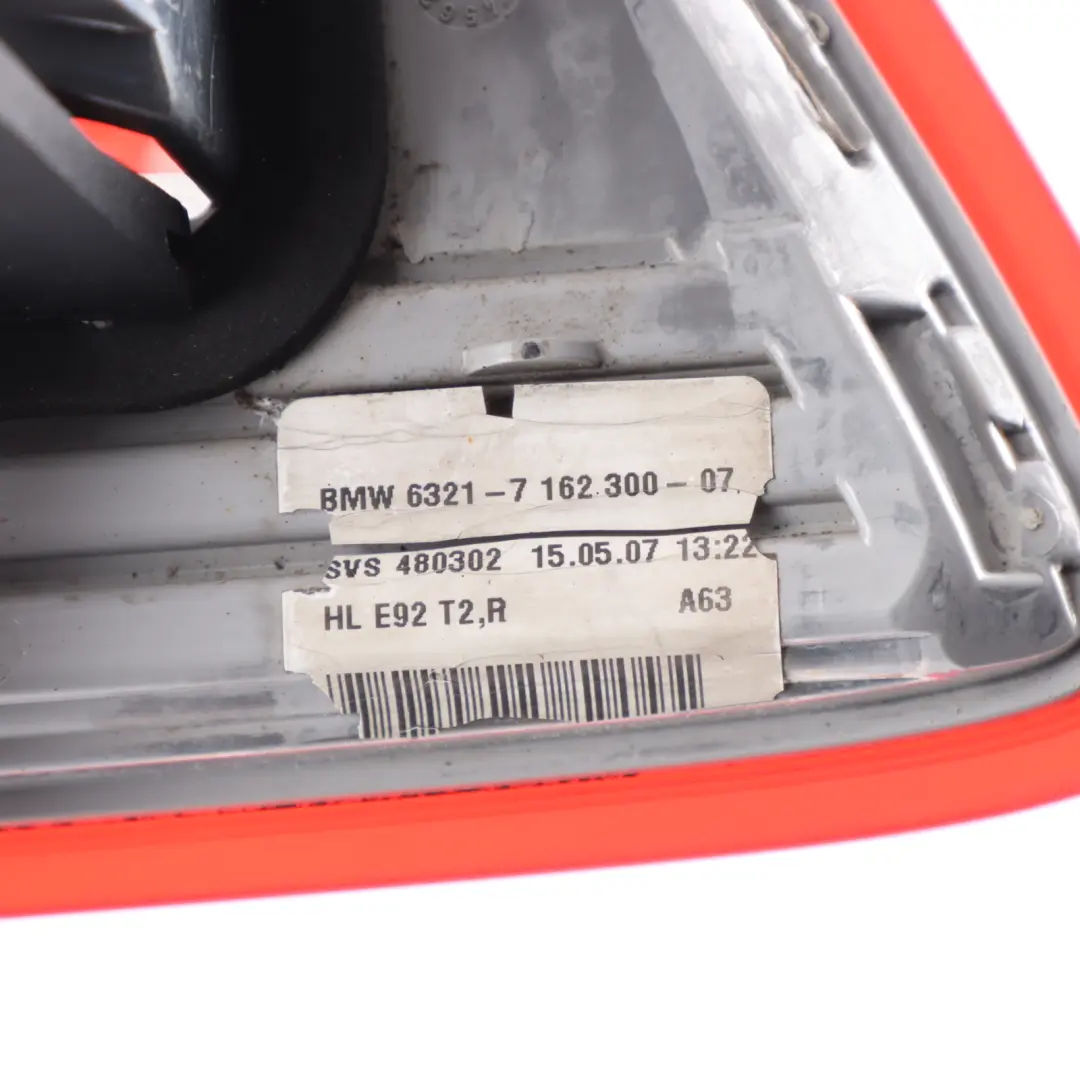 BMW 6321-7 162.300-07
SVS 480302 15.05.07 13:22
HL E92 T2,R A63